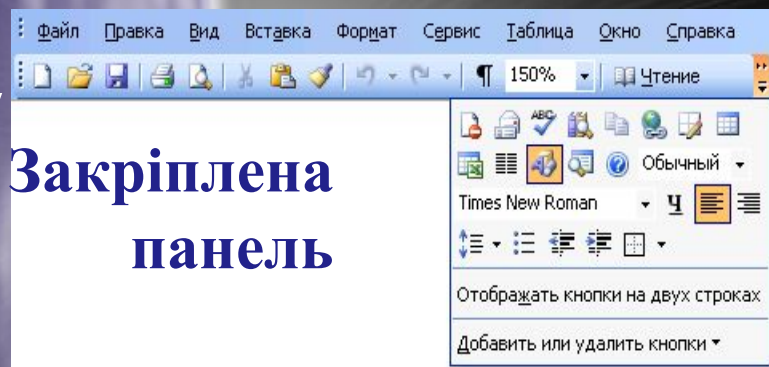 Файл Правка Вид Вставка Формат Сервис Таблица Окно Справка
¶ 150% Чтение
ABC
Обычный
Times New Roman Ч
Отображать кнопки на двух строках
Добавить или удалить кнопки
Закріплена
панель